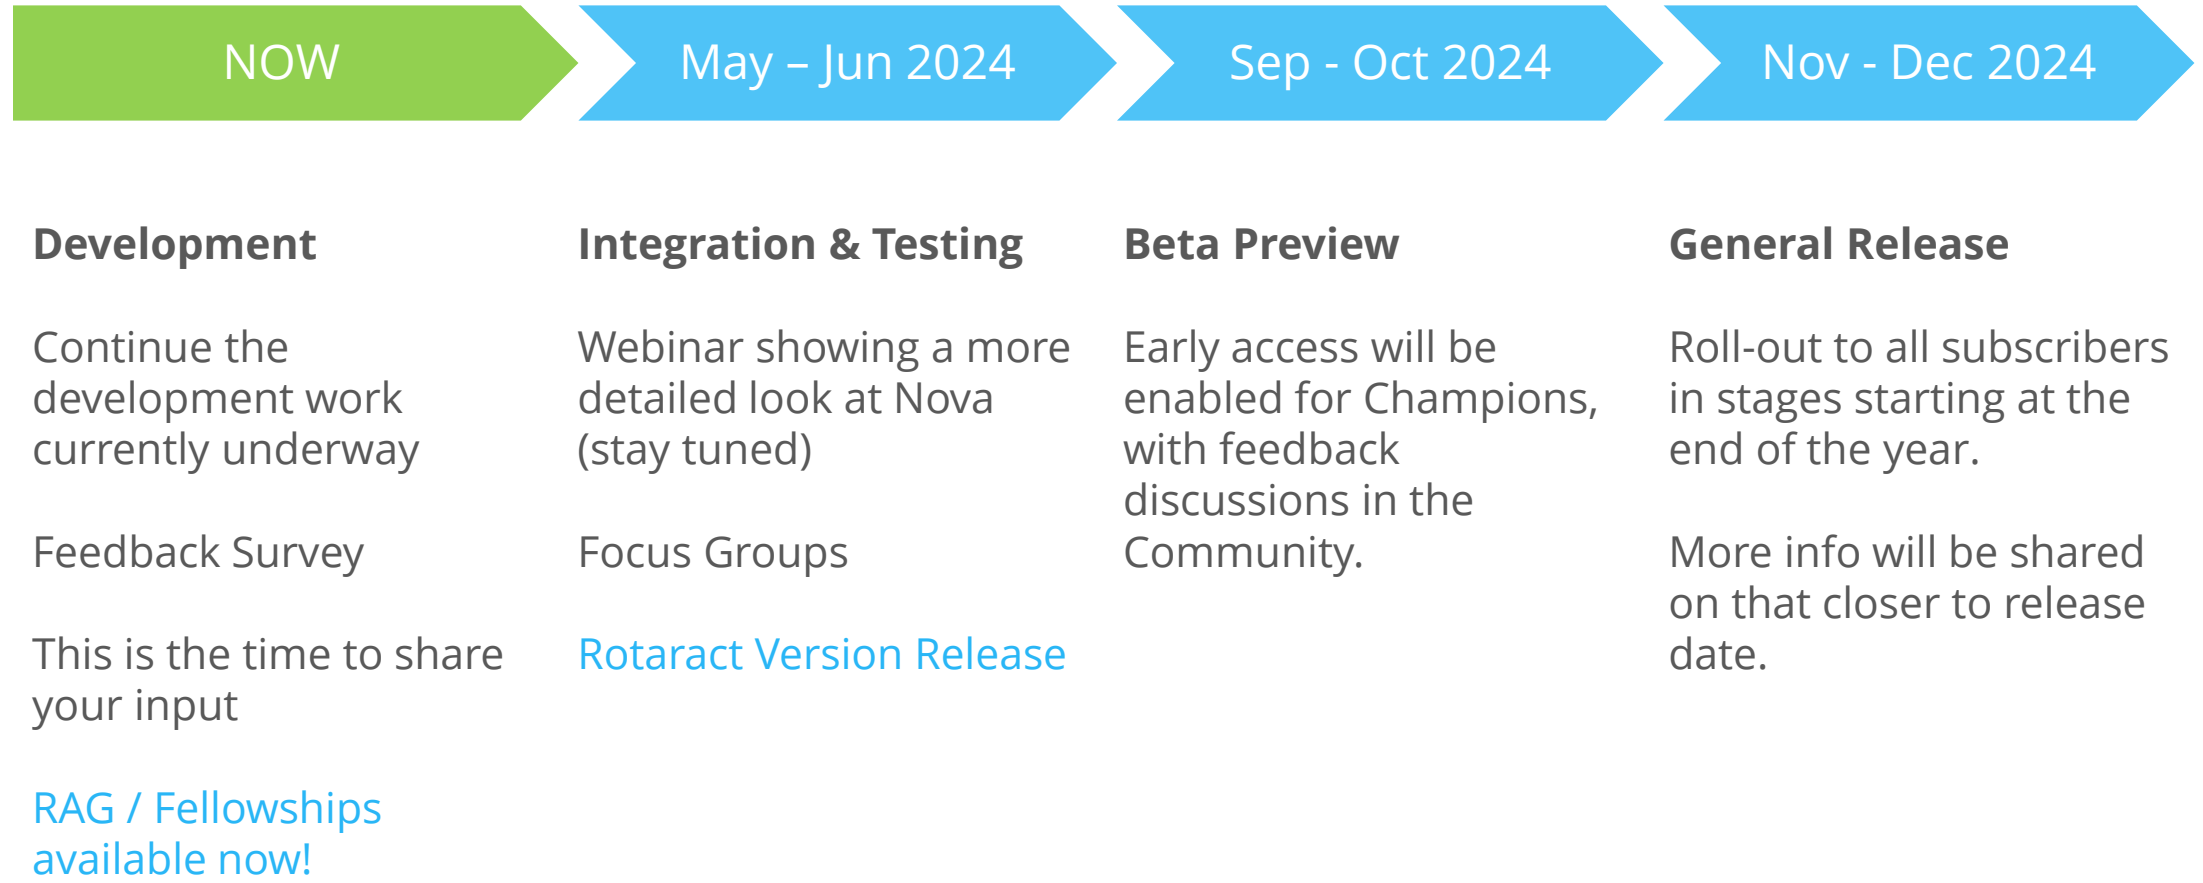 NOW
May – Jun 2024
Sep - Oct 2024
Nov - Dec 2024
Development
Continue the
development work
currently underway
Feedback Survey
This is the time to share
your input
RAG / Fellowships
available now!
Integration & Testing
Webinar showing a more
detailed look at Nova
(stay tuned)
Focus Groups
Rotaract Version Release
Beta Preview
Early access will be
enabled for Champions,
with feedback
discussions in the
Community.
General Release
Roll-out to all subscribers
in stages starting at the
end of the year.
More info will be shared
on that closer to release
date.